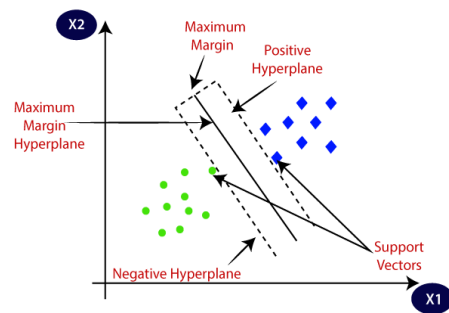 X2
Maximum
Margin
Positive
Hyperplane
Maximum
Margin
Hyperplane
Support
Vectors
Negative Hyperplane
X1